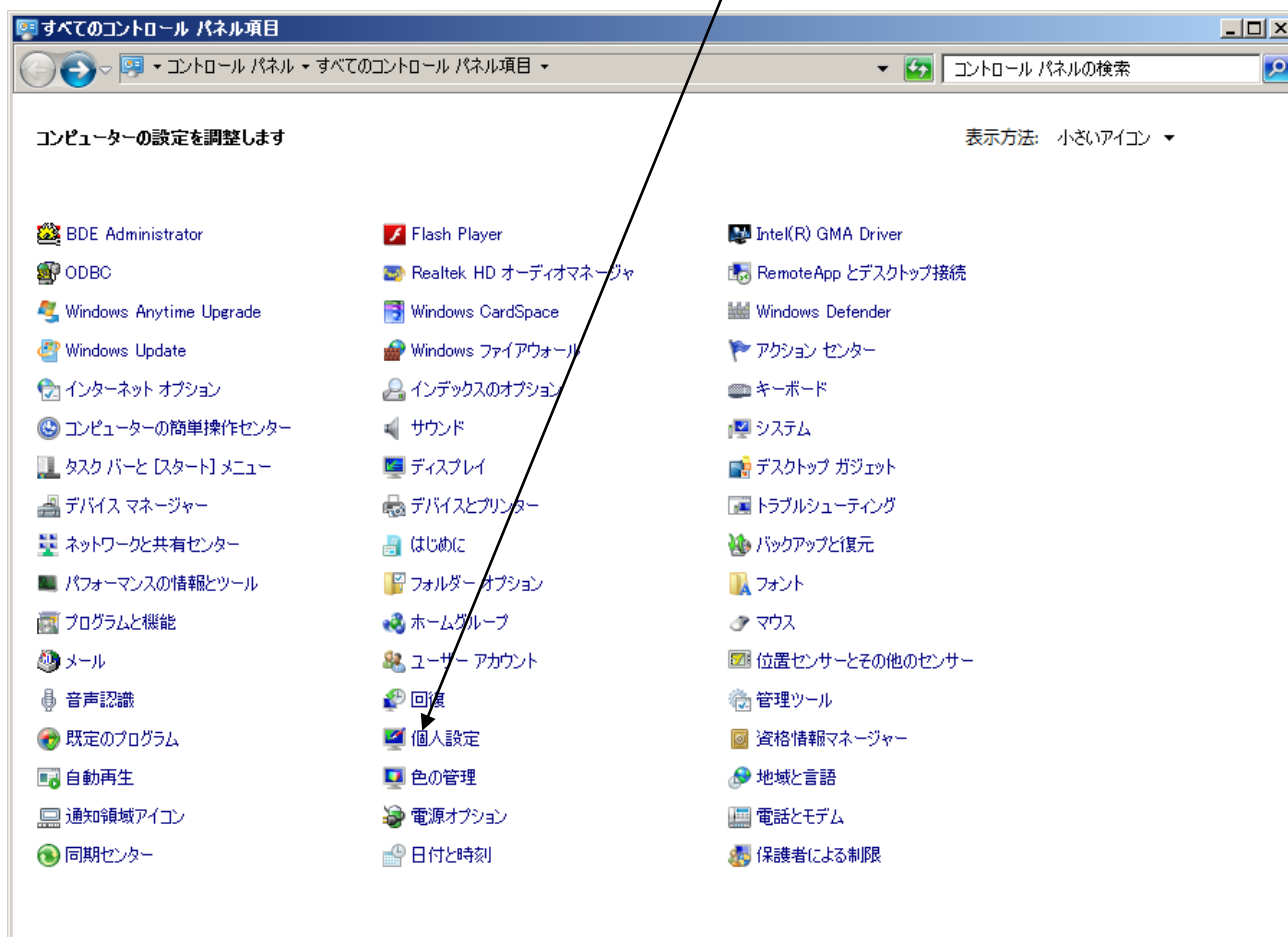 すべてのコントロール パネル項目
コントロール パネル すべてのコントロール パネル項目 コントロール パネルの検索
コンピューターの設定を調整します 表示方法: 小さいアイコン
BDE Administrator Flash Player Intel(R) GMA Driver
ODBC Realtek HD オーディオマネージャ RemoteApp とデスクトップ接続
Windows Anytime Upgrade Windows CardSpace Windows Defender
Windows Update Windows ファイアウォール アクション センター
インターネット オプション インデックスのオプション キーボード
コンピューターの簡単操作センター サウンド システム
タスク バーと [スタート] メニュー ディスプレイ デスクトップ ガジェット
デバイス マネージャー デバイスとプリンター トラブルシューティング
ネットワークと共有センター はじめに バックアップと復元
パフォーマンスの情報とツール フォルダー オプション フォント
プログラムと機能 ホームグループ マウス
メール ユーザー アカウント 位置センサーとその他のセンサー
音声認識 回復 管理ツール
既定のプログラム 個人設定 資格情報マネージャー
自動再生 色の管理 地域と言語
通知領域アイコン 電源オプション 電話とモデム
同期センター 日付と時刻 保護者による制限